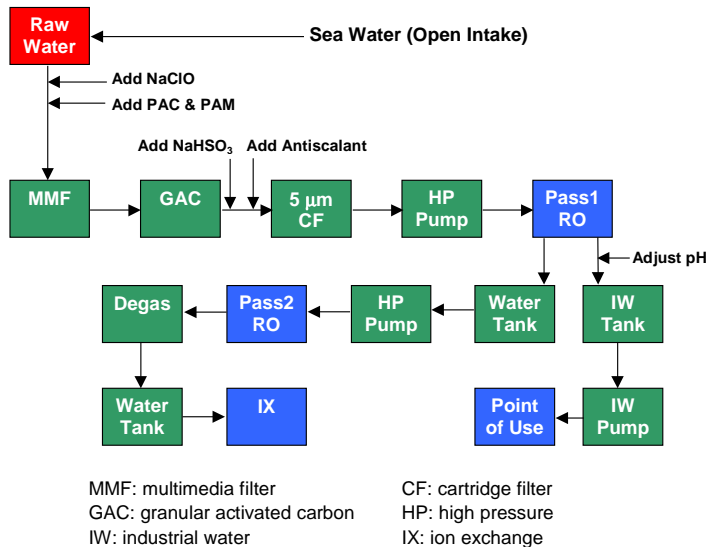 Raw
Water
Sea Water (Open Intake)
Add NaClO
Add PAC & PAM
Add NaHSO₃
Add Antiscalant
MMF
GAC
5 µm
CF
HP
Pump
Pass1
RO
Adjust pH
Degas
Pass2
RO
HP
Pump
Water
Tank
IW
Tank
Water
Tank
IX
Point
of Use
IW
Pump
MMF: multimedia filter
CF: cartridge filter
GAC: granular activated carbon
HP: high pressure
IW: industrial water
IX: ion exchange